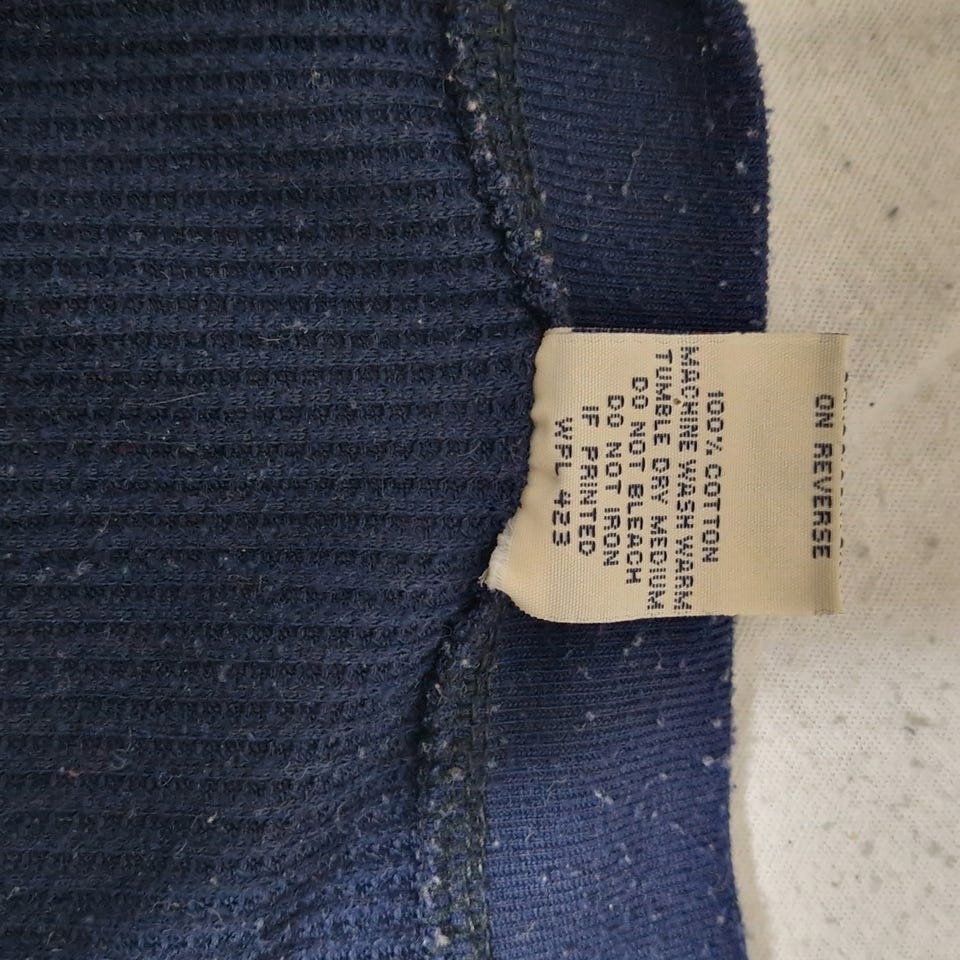 ON REVERSE
100% COTTON
MACHINE WASH WARM
TUMBLE DRY MEDIUM
DO NOT BLEACH
DO NOT IRON
IF PRINTED
WPL 423